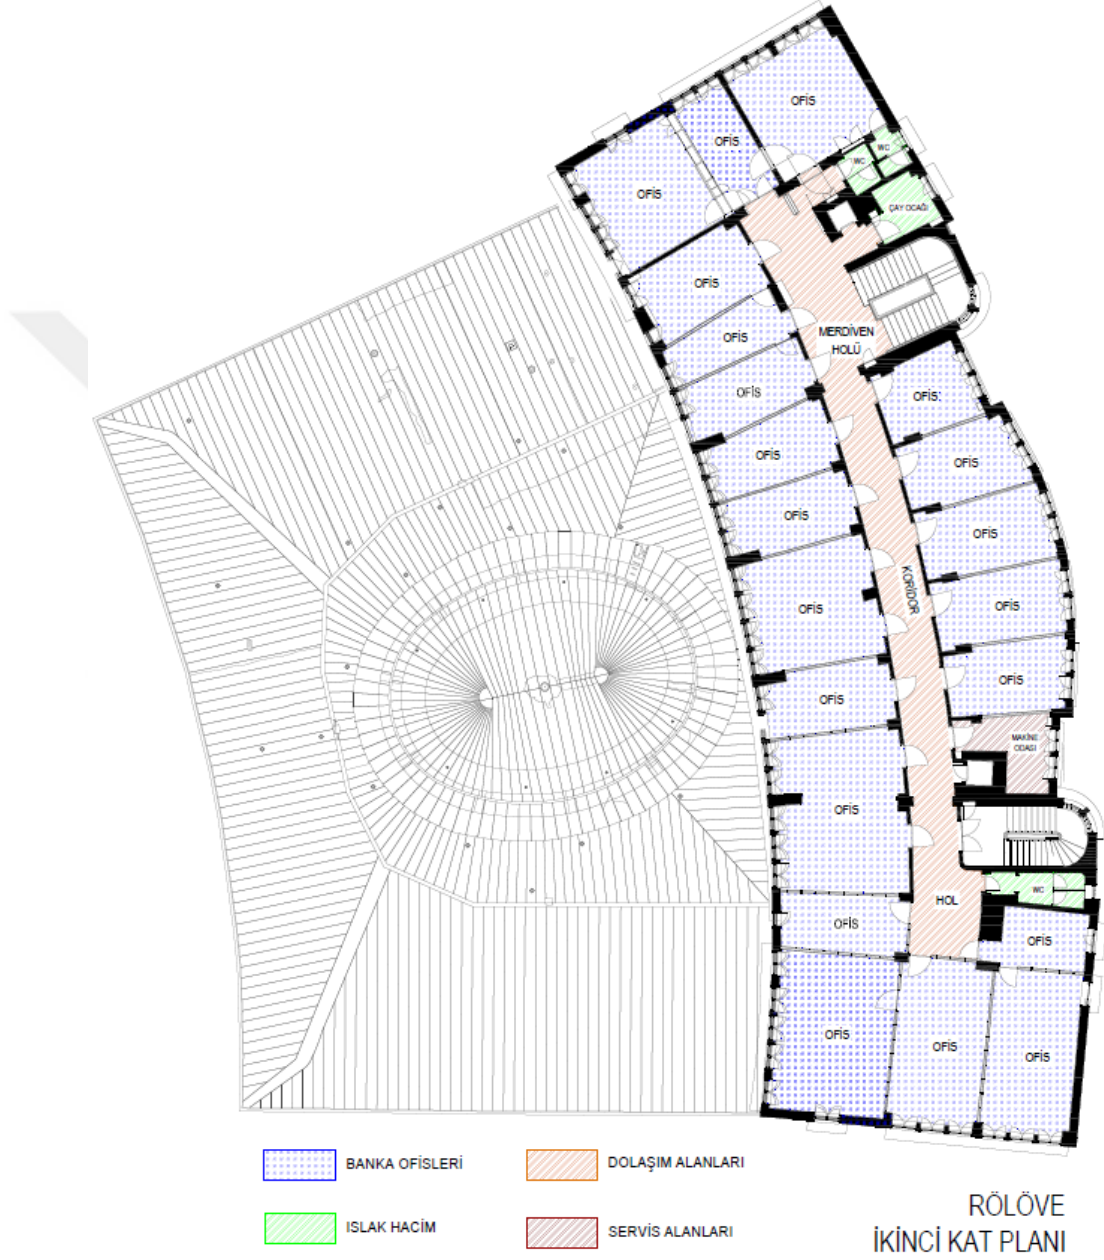 OFİS
OFİS
WC
WC
OFİS
OFİS
ÇAY OCAĞI
OFİS
MERDİVEN
HOLÜ
OFİS
OFİS
OFİS
OFİS
OFİS
OFİS
OFİS
KORİDOR
OFİS
OFİS
OFİS
OFİS
MAKİNE
ODASI
OFİS
WC
HOL
OFİS
OFİS
OFİS
OFİS
OFİS
BANKA OFİSLERİ
DOLAŞIM ALANLARI
ISLAK HACİM
SERVİS ALANLARI
RÖLÖVE
İKİNCİ KAT PLANI